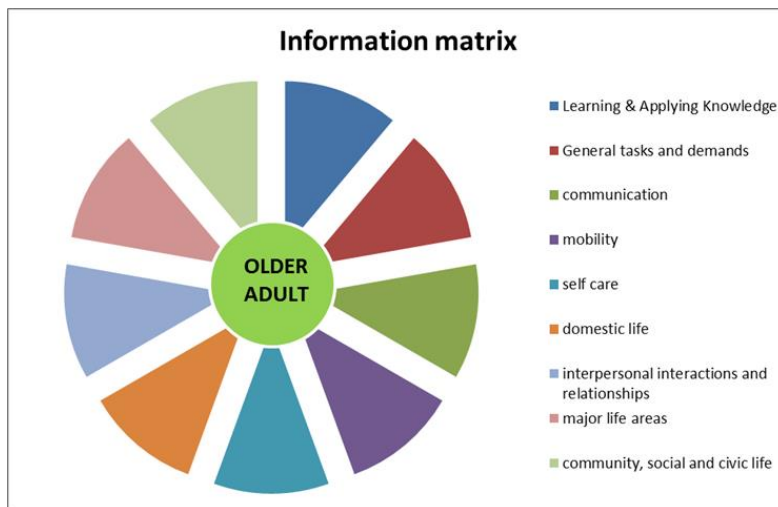 Information matrix
OLDER
ADULT
Learning & Applying Knowledge
General tasks and demands
communication
mobility
self care
domestic life
interpersonal interactions and
relationships
major life areas
community, social and civic life